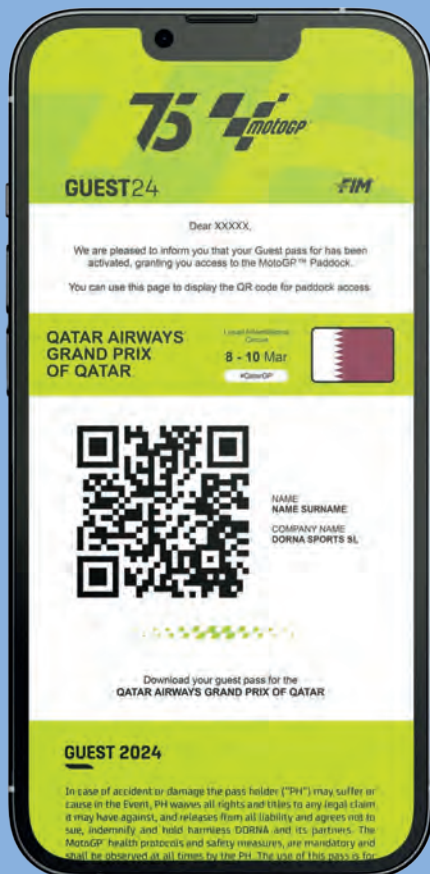 75 MotoGP
GUEST24 FIM
Dear XXXXX,
We are pleased to inform you that your Guest pass for has been
activated, granting you access to the MotoGP™ Paddock.
You can use this page to display the QR code for paddock access
QATAR AIRWAYS
GRAND PRIX
OF QATAR
Lusail International
Circuit
8 - 10 Mar
#QatarGP
NAME
NAME SURNAME
COMPANY NAME
DORNA SPORTS SL
Download your guest pass for the
QATAR AIRWAYS GRAND PRIX OF QATAR
GUEST 2024
In case of accident or damage the pass holder ("PH") may suffer or
cause in the Event, PH waives all rights and titles to any legal claim
it may have against, and releases from all liability and agrees not to
sue, indemnify and hold harmless DORNA and its partners. The
MotoGP™ health protocols and safety measures, are mandatory and
shall be observed at all times by the PH. The use of this pass is for